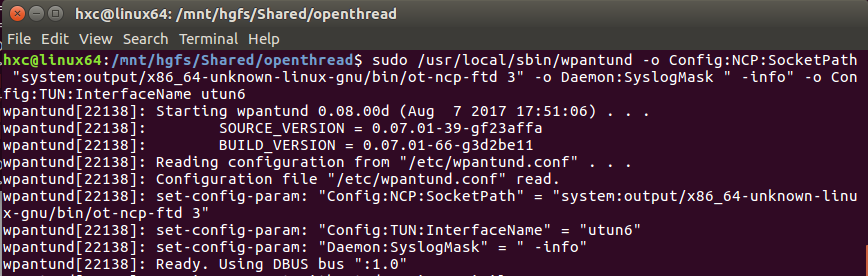 hxc@linux64: /mnt/hgfs/Shared/openthread
File Edit View Search Terminal Help
hxc@linux64:/mnt/hgfs/Shared/openthread$ sudo /usr/local/sbin/wpantund -o Config:NCP:SocketPath
"system:output/x86_64-unknown-linux-gnu/bin/ot-ncp-ftd 3" -o Daemon:SyslogMask " -info" -o Con
fig:TUN:InterfaceName utun6
wpantund[22138]: Starting wpantund 0.08.00d (Aug  7 2017 17:51:06) . . .
wpantund[22138]:        SOURCE_VERSION = 0.07.01-39-gf23affa
wpantund[22138]:        BUILD_VERSION = 0.07.01-66-g3d2be11
wpantund[22138]: Reading configuration from "/etc/wpantund.conf" . . .
wpantund[22138]: Configuration file "/etc/wpantund.conf" read.
wpantund[22138]: set-config-param: "Config:NCP:SocketPath" = "system:output/x86_64-unknown-linu
x-gnu/bin/ot-ncp-ftd 3"
wpantund[22138]: set-config-param: "Config:TUN:InterfaceName" = "utun6"
wpantund[22138]: set-config-param: "Daemon:SyslogMask" = " -info"
wpantund[22138]: Ready. Using DBUS bus ":1.0"